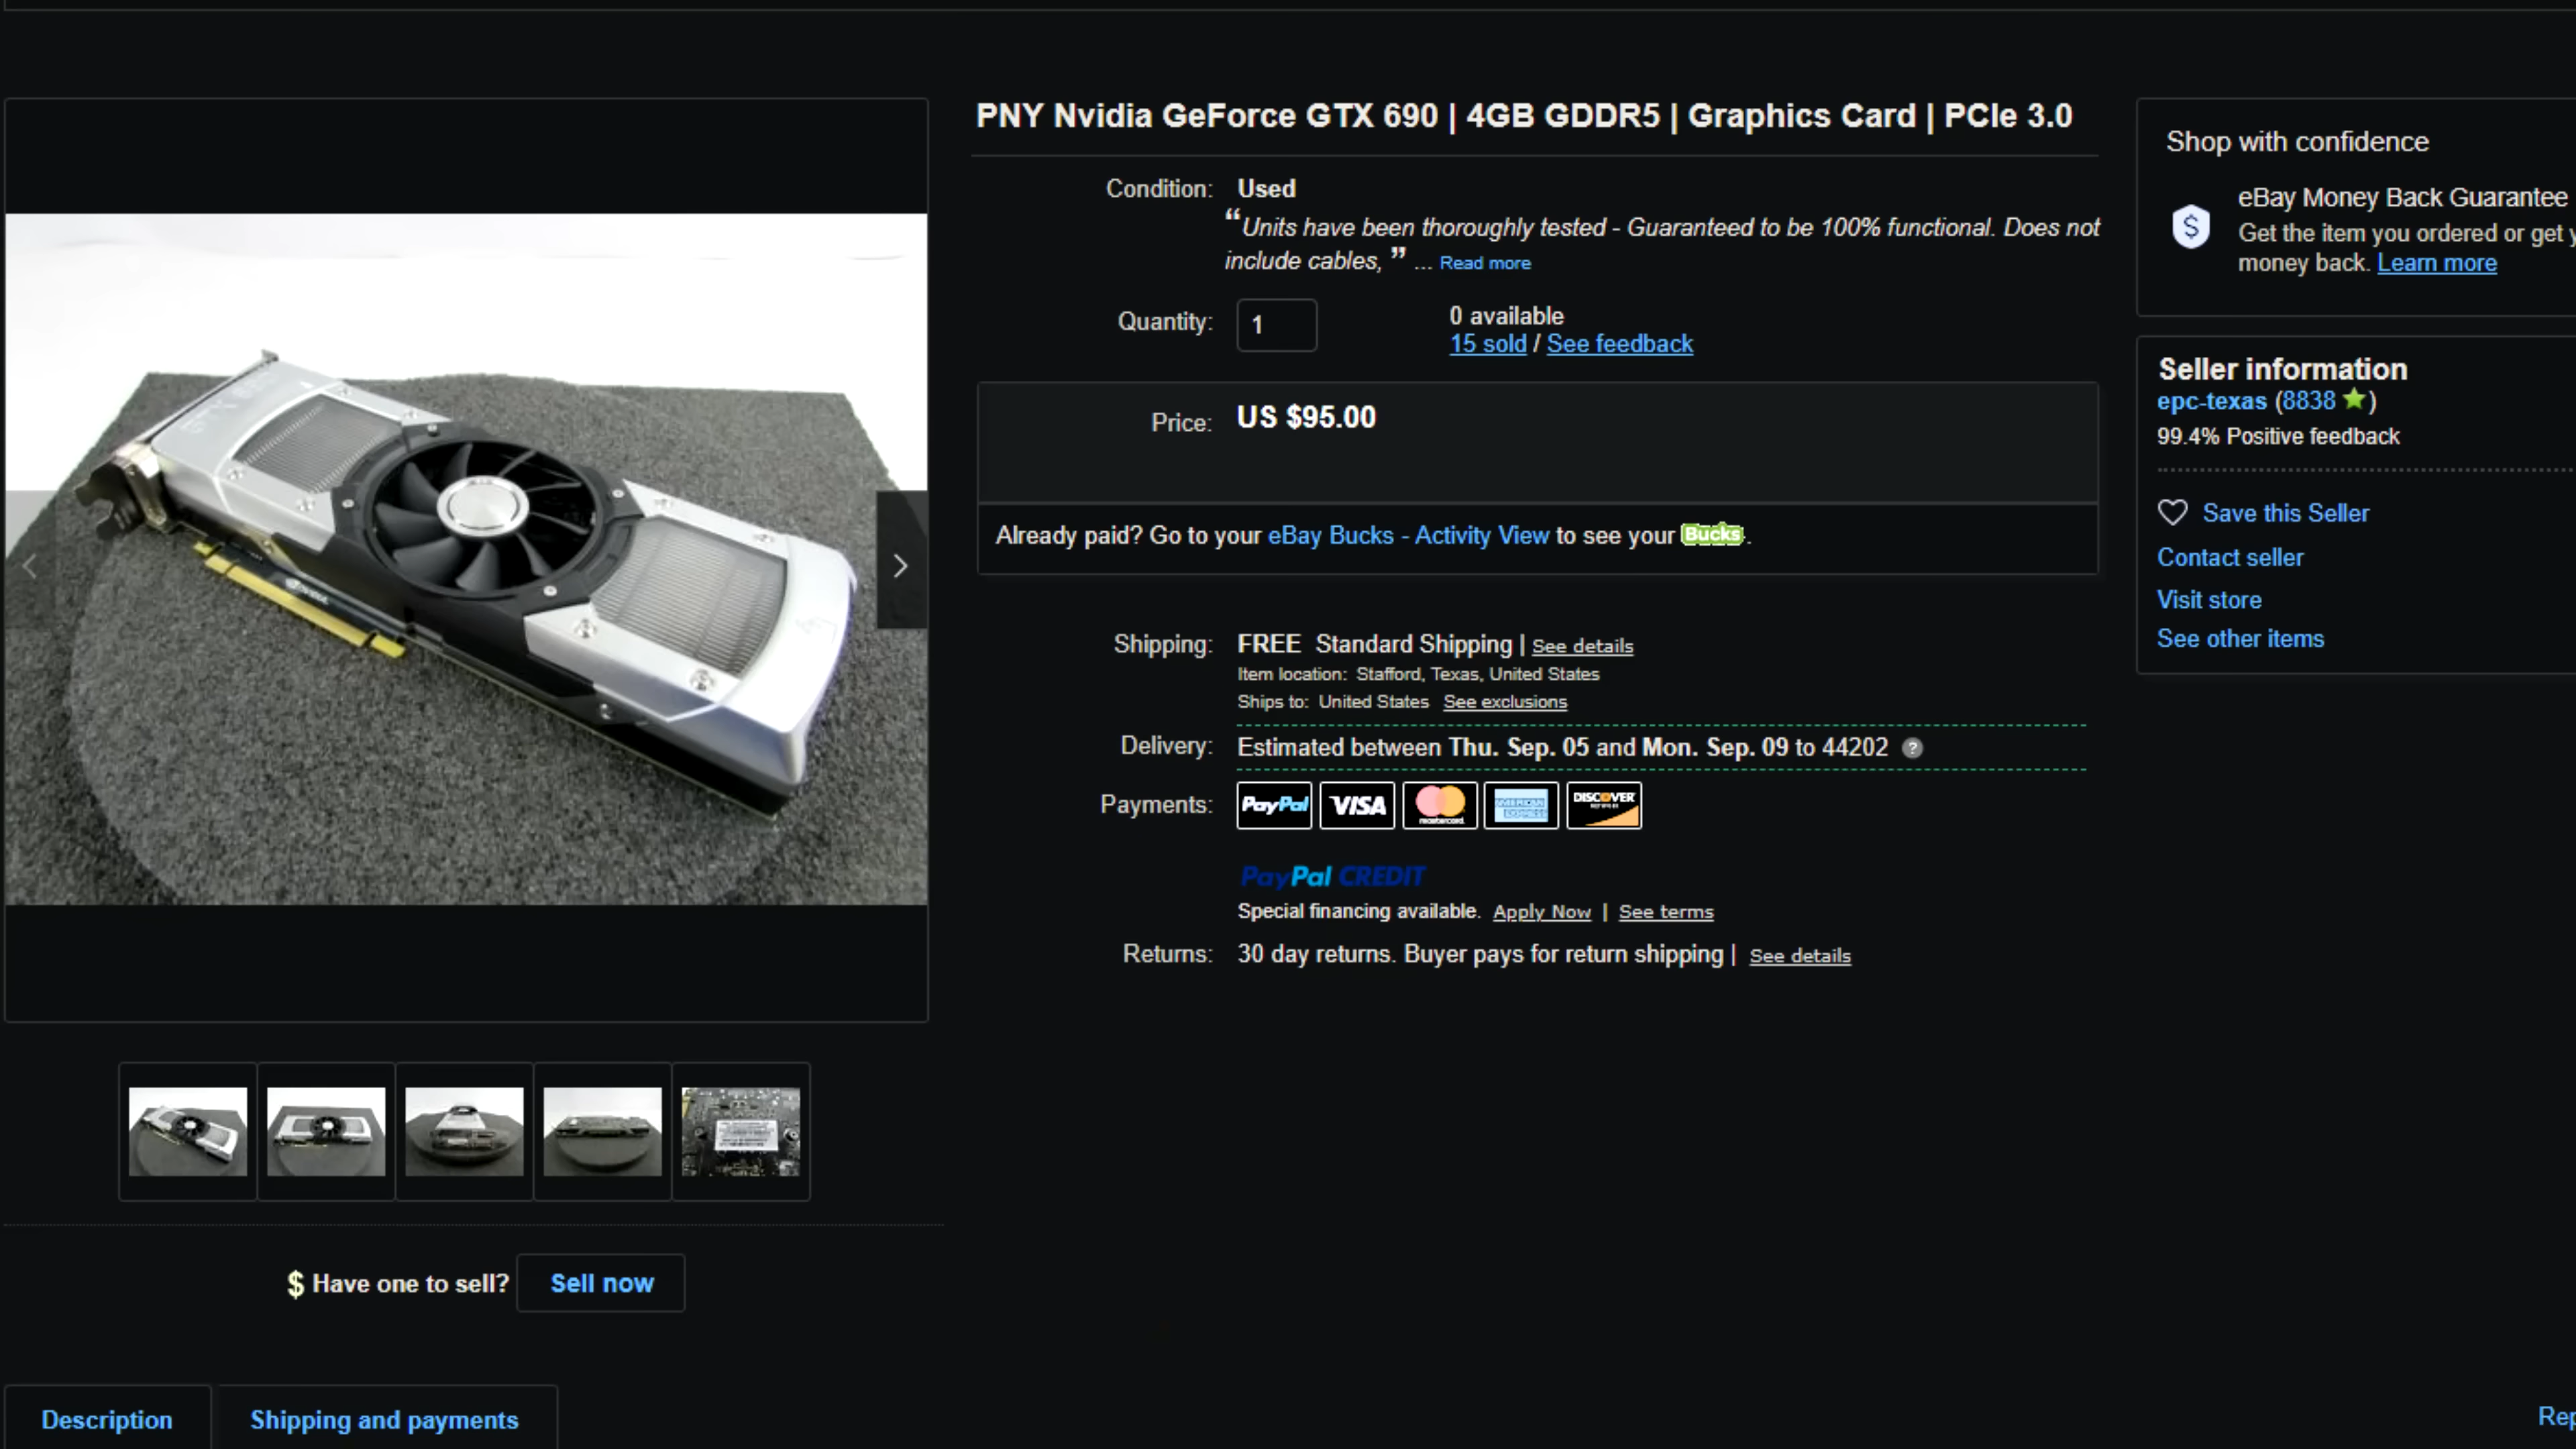 PNY Nvidia GeForce GTX 690 | 4GB GDDR5 | Graphics Card | PCIe 3.0
Condition: Used
“Units have been thoroughly tested - Guaranteed to be 100% functional. Does not
include cables, ” ... Read more
Quantity: 1
0 available
15 sold / See feedback
Price: US $95.00
Already paid? Go to your eBay Bucks - Activity View to see your Bucks.
Shipping: FREE Standard Shipping | See details
Item location: Stafford, Texas, United States
Ships to: United States See exclusions
Delivery: Estimated between Thu. Sep. 05 and Mon. Sep. 09 to 44202 ?
Payments: PayPal VISA mastercard AMERICAN EXPRESS DISCOVER
PayPal CREDIT
Special financing available. Apply Now | See terms
Returns: 30 day returns. Buyer pays for return shipping | See details
Shop with confidence
$
eBay Money Back Guarantee
Get the item you ordered or get
money back. Learn more
Seller information
epc-texas (8838 ★)
99.4% Positive feedback
Save this Seller
Contact seller
Visit store
See other items
NVIDIA
$ Have one to sell? Sell now
Description
Shipping and payments